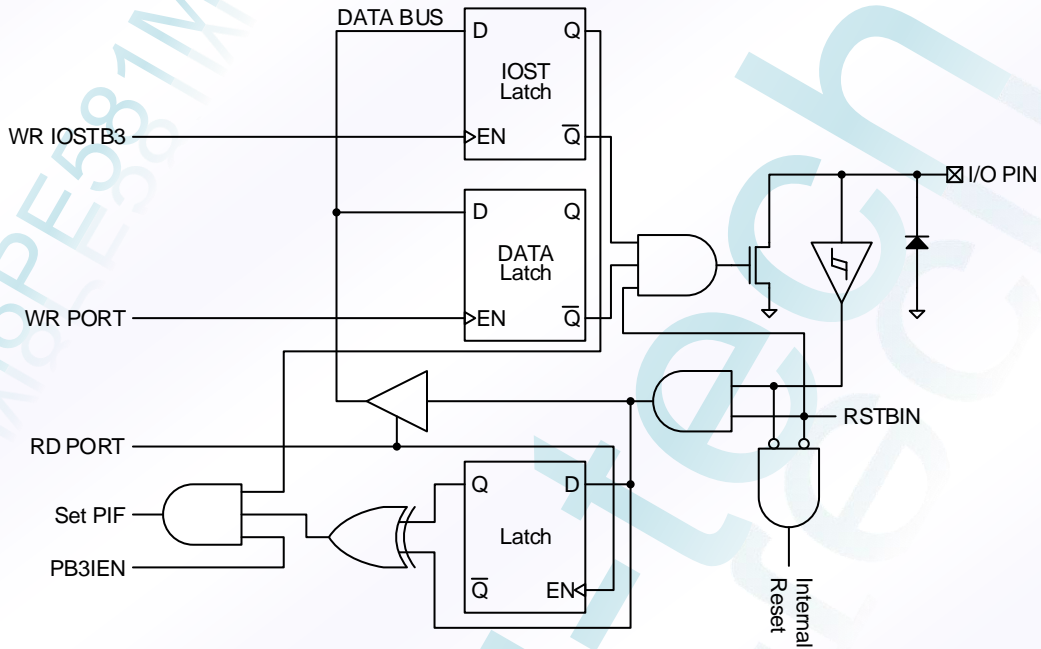 DATA BUS
D Q
IOST
Latch
WR IOSTB3
EN Q
I/O PIN
D Q
DATA
Latch
WR PORT
EN Q
RSTBIN
RD PORT
Q D
Set PIF
Latch
PB3IEN
Q EN
Internal
Reset